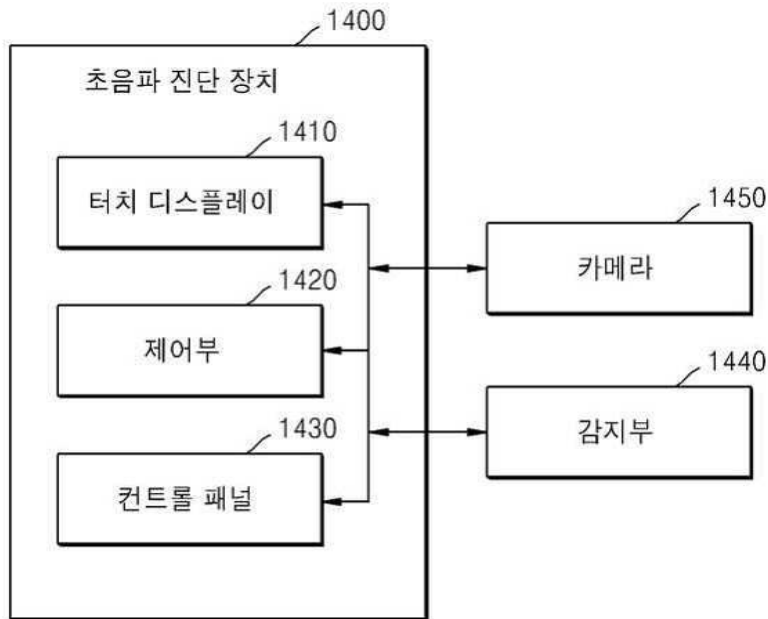 1400
초음파 진단 장치
1410
터치 디스플레이
1450
카메라
1420
제어부
1440
감지부
1430
컨트롤 패널